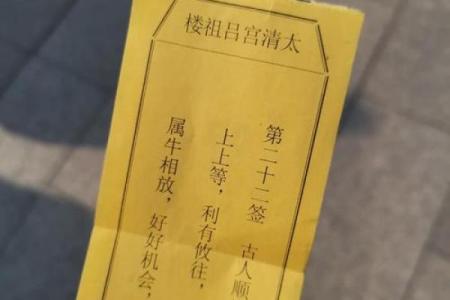 太清宫吕祖楼
第二十二签 古人顺
上上等，利有攸往，
属牛相放，好好机会，